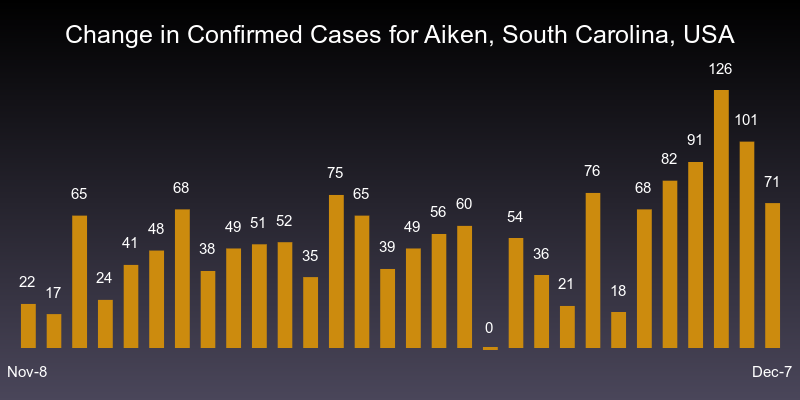 Change in Confirmed Cases for Aiken, South Carolina, USA
22 17 65 24 41 48 68 38 49 51 52 35 75 65 39 49 56 60 0 54 36 21 76 18 68 82 91 126 101 71
Nov-8 Dec-7